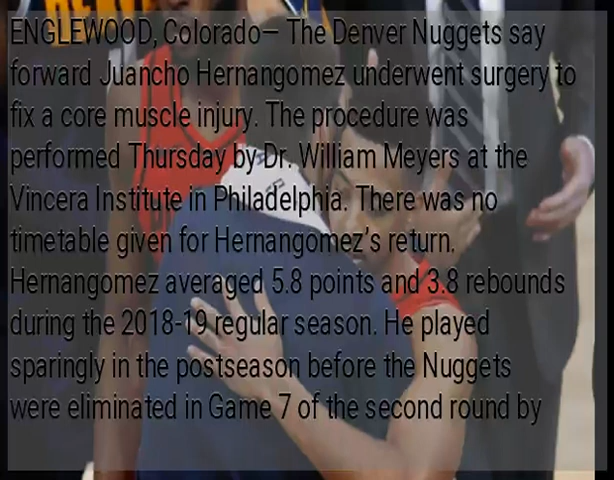 ENGLEWOOD, Colorado— The Denver Nuggets say
forward Juancho Hernangomez underwent surgery to
fix a core muscle injury. The procedure was
performed Thursday by Dr. William Meyers at the
Vincera Institute in Philadelphia. There was no
timetable given for Hernangomez’s return.
Hernangomez averaged 5.8 points and 3.8 rebounds
during the 2018-19 regular season. He played
sparingly in the postseason before the Nuggets
were eliminated in Game 7 of the second round by